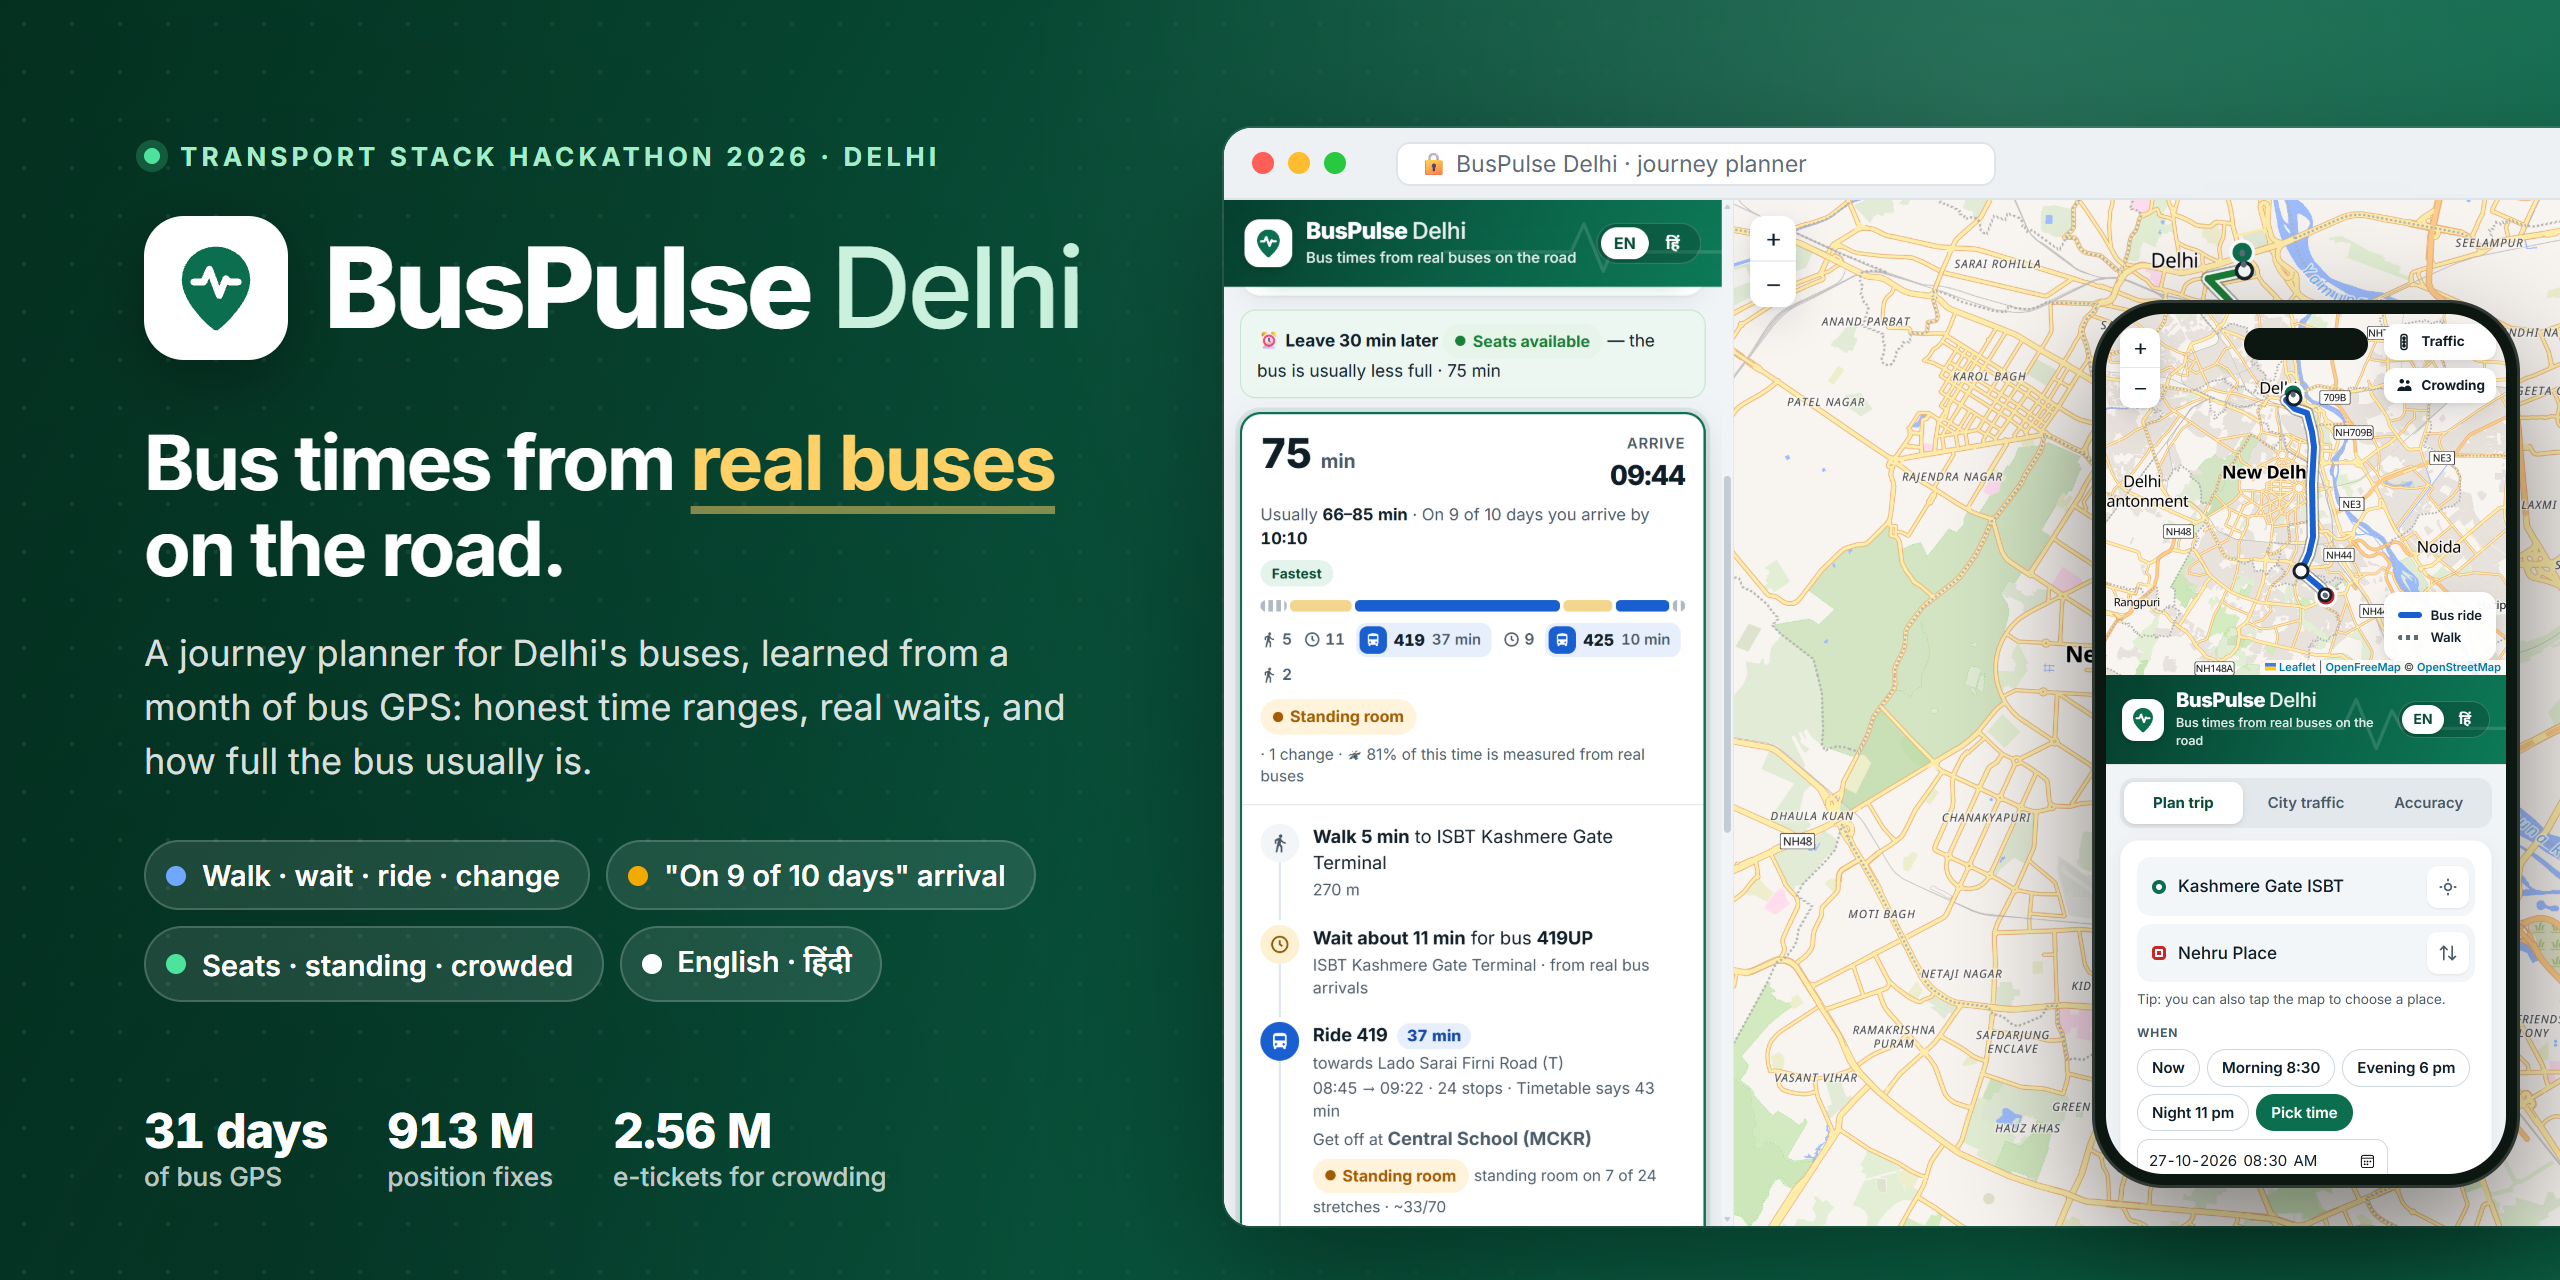 TRANSPORT STACK HACKATHON 2026 · DELHI
BusPulse Delhi
Bus times from real buses
on the road.
A journey planner for Delhi's buses, learned from a
month of bus GPS: honest time ranges, real waits, and
how full the bus usually is.
Walk · wait · ride · change
"On 9 of 10 days" arrival
Seats · standing · crowded
English · हिंदी
31 days
of bus GPS
913 M
position fixes
2.56 M
e-tickets for crowding
BusPulse Delhi · journey planner
BusPulse Delhi
Bus times from real buses on the road
EN हिं
Leave 30 min later Seats available — the
bus is usually less full · 75 min
75 min
ARRIVE
09:44
Usually 66–85 min · On 9 of 10 days you arrive by
10:10
Fastest
5 11 419 37 min 9 425 10 min
2
Standing room
· 1 change · 81% of this time is measured from real
buses
Walk 5 min to ISBT Kashmere Gate
Terminal
270 m
Wait about 11 min for bus 419UP
ISBT Kashmere Gate Terminal · from real bus
arrivals
Ride 419 37 min
towards Lado Sarai Firni Road (T)
08:45 → 09:22 · 24 stops · Timetable says 43
min
Get off at Central School (MCKR)
Standing room standing room on 7 of 24
stretches · ~33/70
+
−
SEELAMPUR
Delhi
SARAI ROHILLA
ANAND PARBAT
KAROL BAGH
PATEL NAGAR
RAJENDRA NAGAR
DHAULA KUAN
CHANAKYAPURI
NH48
MOTI BAGH
NETAJI NAGAR
RAMAKRISHNA
PURAM
SAFDARJUNG
ENCLAVE
VASANT VIHAR
GREEN
HAUZ KHAS
+
−
Traffic
Crowding
709B
NH709B
NE3
New Delh
Delhi
antonment
NE3
NH48
NH44
Noida
Rangpuri
Bus ride
Walk
NH148A
Leaflet | OpenFreeMap © OpenStreetMap
BusPulse Delhi
Bus times from real buses on the
road
EN हिं
Plan trip City traffic Accuracy
Kashmere Gate ISBT
Nehru Place
Tip: you can also tap the map to choose a place.
WHEN
Now Morning 8:30 Evening 6 pm
Night 11 pm Pick time
27-10-2026 08:30 AM